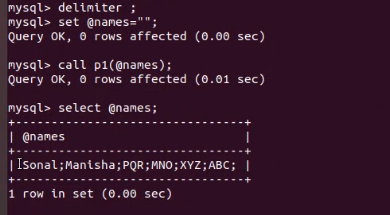 mysql> delimiter ;
mysql> set @names="";
Query OK, 0 rows affected (0.00 sec)
mysql> call p1(@names);
Query OK, 0 rows affected (0.01 sec)
mysql> select @names;
+--------------------------------+
| @names                         |
+--------------------------------+
|Sonal;Manisha;PQR;MNO;XYZ;ABC; |
+--------------------------------+
1 row in set (0.00 sec)